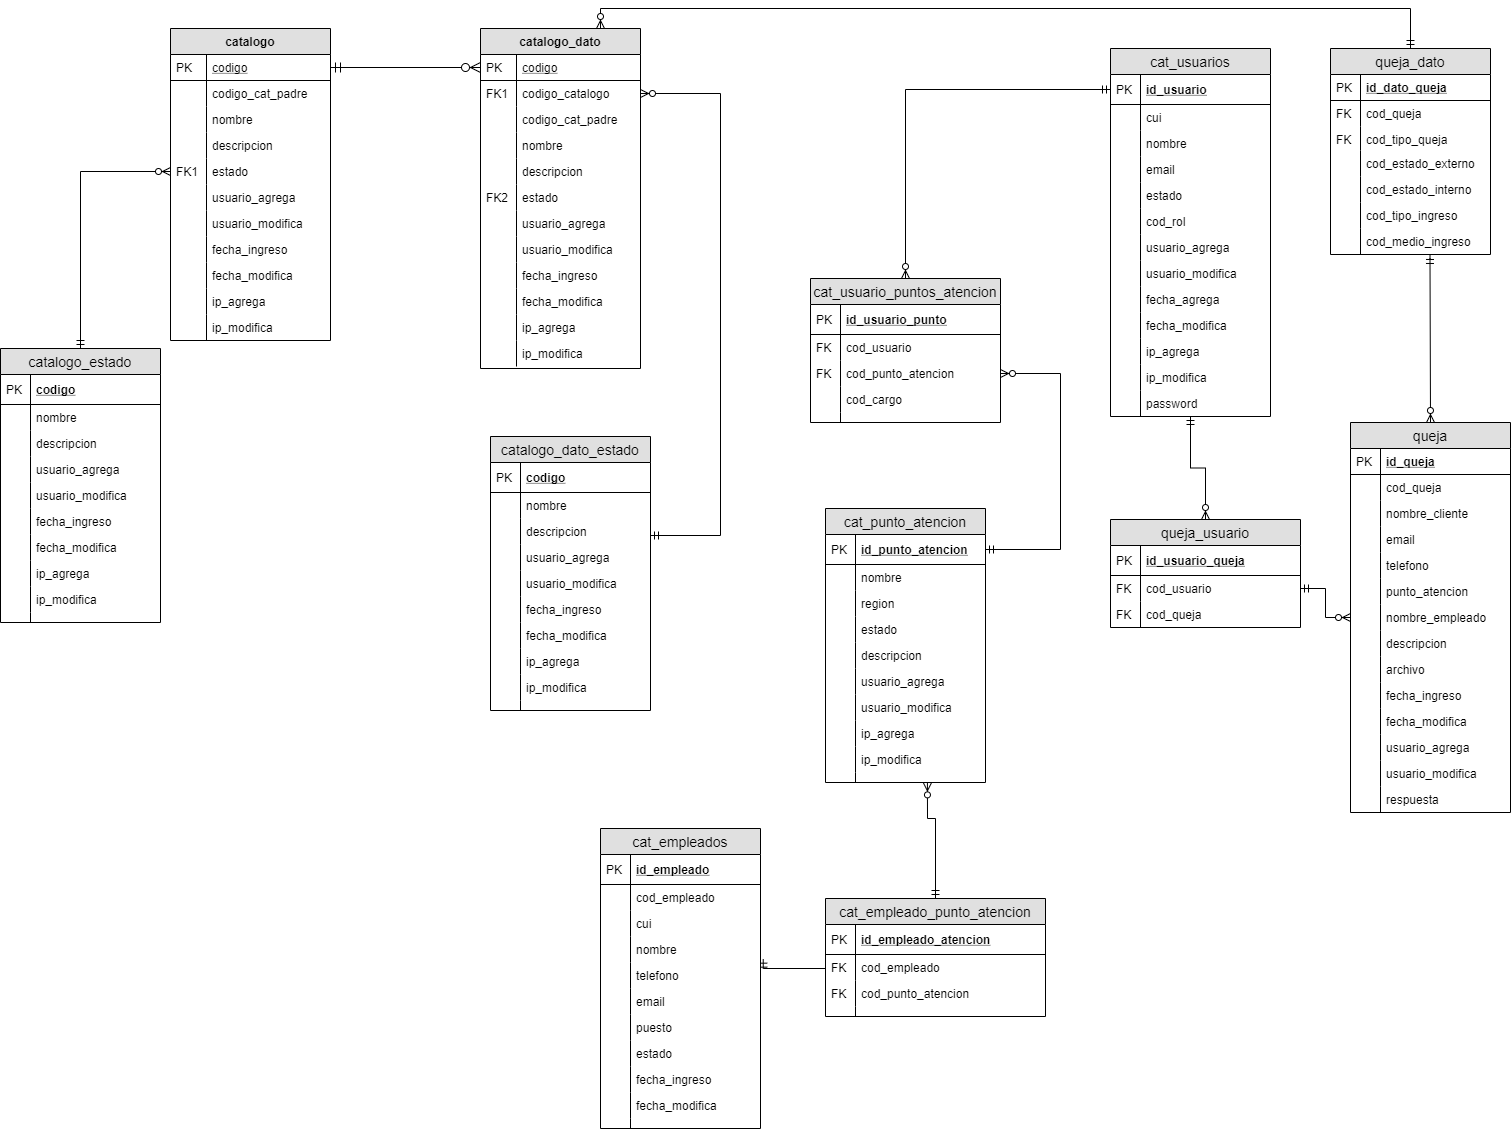 catalogo
PK codigo
codigo_cat_padre
nombre
descripcion
FK1 estado
usuario_agrega
usuario_modifica
fecha_ingreso
fecha_modifica
ip_agrega
ip_modifica
catalogo_dato
PK codigo
FK1 codigo_catalogo
codigo_cat_padre
nombre
descripcion
FK2 estado
usuario_agrega
usuario_modifica
fecha_ingreso
fecha_modifica
ip_agrega
ip_modifica
cat_usuarios
PK id_usuario
cui
nombre
email
estado
cod_rol
usuario_agrega
usuario_modifica
fecha_agrega
fecha_modifica
ip_agrega
ip_modifica
password
queja_dato
PK id_dato_queja
FK cod_queja
FK cod_tipo_queja
cod_estado_externo
cod_estado_interno
cod_tipo_ingreso
cod_medio_ingreso
cat_usuario_puntos_atencion
PK id_usuario_punto
FK cod_usuario
FK cod_punto_atencion
cod_cargo
catalogo_estado
PK codigo
nombre
descripcion
usuario_agrega
usuario_modifica
fecha_ingreso
fecha_modifica
ip_agrega
ip_modifica
catalogo_dato_estado
PK codigo
nombre
descripcion
usuario_agrega
usuario_modifica
fecha_ingreso
fecha_modifica
ip_agrega
ip_modifica
cat_punto_atencion
PK id_punto_atencion
nombre
region
estado
descripcion
usuario_agrega
usuario_modifica
ip_agrega
ip_modifica
queja_usuario
PK id_usuario_queja
FK cod_usuario
FK cod_queja
queja
PK id_queja
cod_queja
nombre_cliente
email
telefono
punto_atencion
nombre_empleado
descripcion
archivo
fecha_ingreso
fecha_modifica
usuario_agrega
usuario_modifica
respuesta
cat_empleados
PK id_empleado
cod_empleado
cui
nombre
telefono
email
puesto
estado
fecha_ingreso
fecha_modifica
cat_empleado_punto_atencion
PK id_empleado_atencion
FK cod_empleado
FK cod_punto_atencion